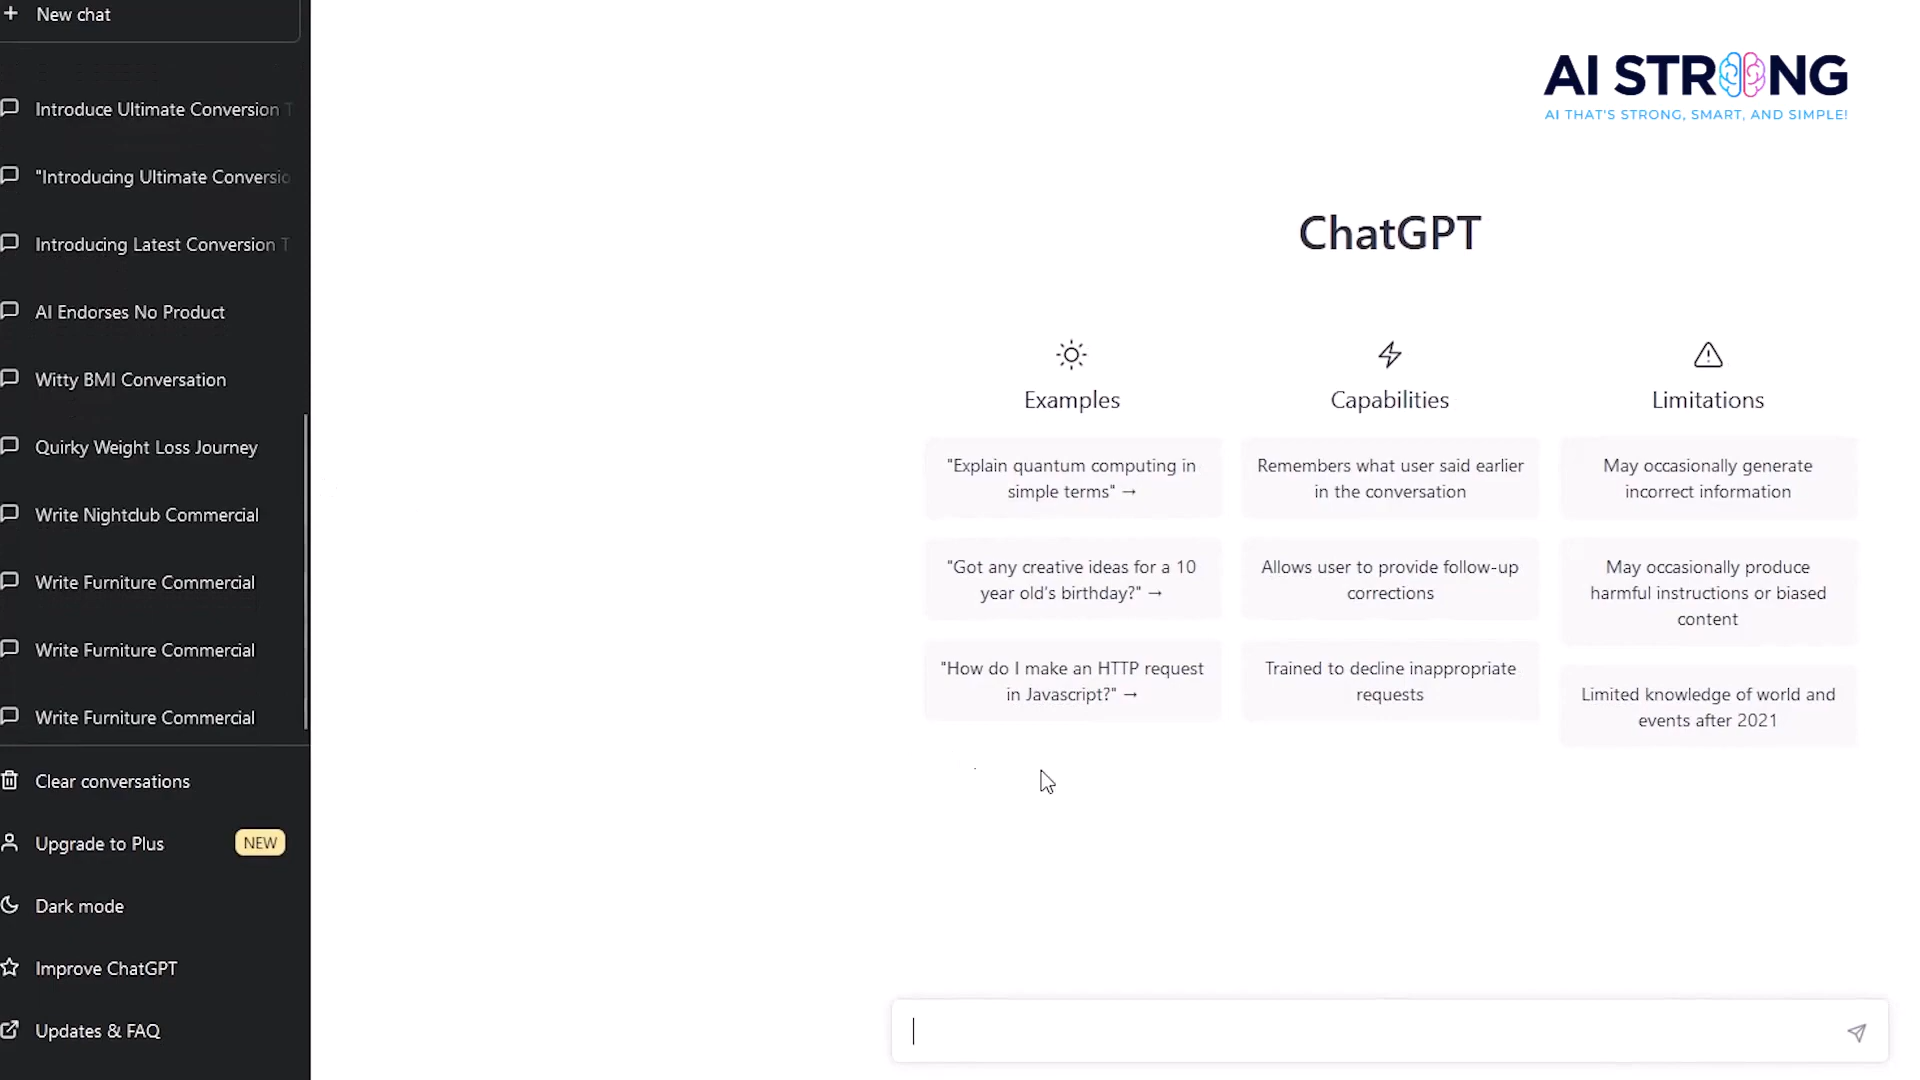 New chat
Introduce Ultimate Conversion T
"Introducing Ultimate Conversio
Introducing Latest Conversion T
AI Endorses No Product
Witty BMI Conversation
Quirky Weight Loss Journey
Write Nightclub Commercial
Write Furniture Commercial
Write Furniture Commercial
Write Furniture Commercial
Clear conversations
Upgrade to Plus
NEW
Dark mode
Improve ChatGPT
Updates & FAQ
AI STRONG
AI THAT'S STRONG, SMART, AND SIMPLE!
ChatGPT
Examples
"Explain quantum computing in
simple terms" →
"Got any creative ideas for a 10
year old's birthday?" →
"How do I make an HTTP request
in Javascript?" →
Capabilities
Remembers what user said earlier
in the conversation
Allows user to provide follow-up
corrections
Trained to decline inappropriate
requests
Limitations
May occasionally generate
incorrect information
May occasionally produce
harmful instructions or biased
content
Limited knowledge of world and
events after 2021